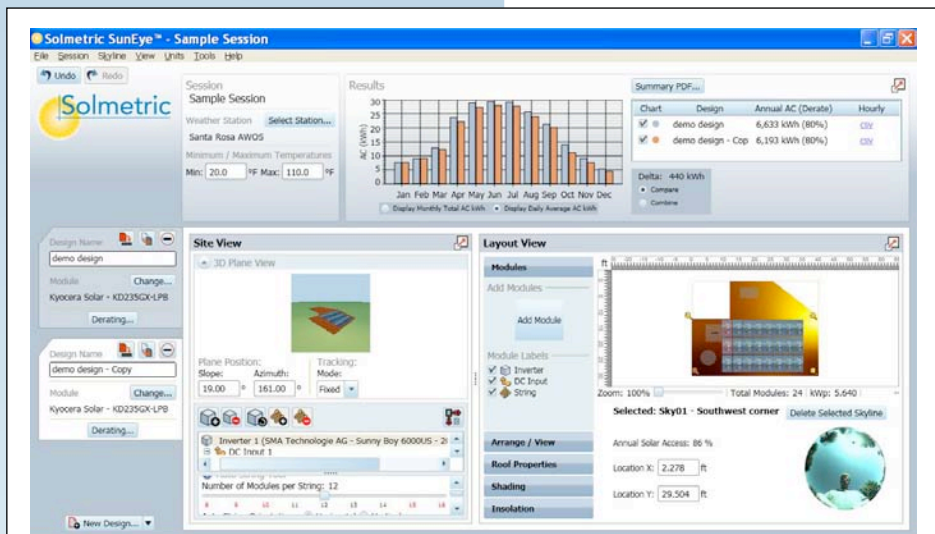 Solmetric SunEye™ - Sample Session
File Session Skyline View Units Tools Help
Undo Redo
Solmetric
Session
Sample Session
Weather Station Select Station...
Santa Rosa AWOS
Minimum / Maximum Temperatures
Min: 20.0 °F Max: 110.0 °F
Results
AC (kWh)
30
25
20
15
10
5
0
Jan Feb Mar Apr May Jun Jul Aug Sep Oct Nov Dec
Display Monthly Total AC kWh Display Daily Average AC kWh
Summary PDF...
Chart Design Annual AC (Derate) Hourly
demo design 6,633 kWh (80%) csv
demo design - Cop 6,193 kWh (80%) csv
Delta: 440 kWh
Compare
Combine
Design Name
demo design
Module Change...
Kyocera Solar - KD235GX-LPB
Derating...
Design Name
demo design - Copy
Module Change...
Kyocera Solar - KD235GX-LPB
Derating...
New Design...
Site View
3D Plane View
Plane Position: Tracking:
Slope: Azimuth: Mode:
19.00 ° 161.00 ° Fixed
Inverter 1 (SMA Technologie AG - Sunny Boy 6000US -
DC Input 1
Number of Modules per String: 12
8 9 10 11 12 13 14 15 16
Layout View
Modules
Add Modules
Add Module
Module Labels
Inverter
DC Input
String
Arrange / View
Roof Properties
Shading
Insolation
ft
Zoom: 100% Total Modules: 24 kWp: 5.640
Selected: Sky01 - Southwest corner Delete Selected Skyline
Annual Solar Access: 86 %
Location X: 2.278 ft
Location Y: 29.504 ft